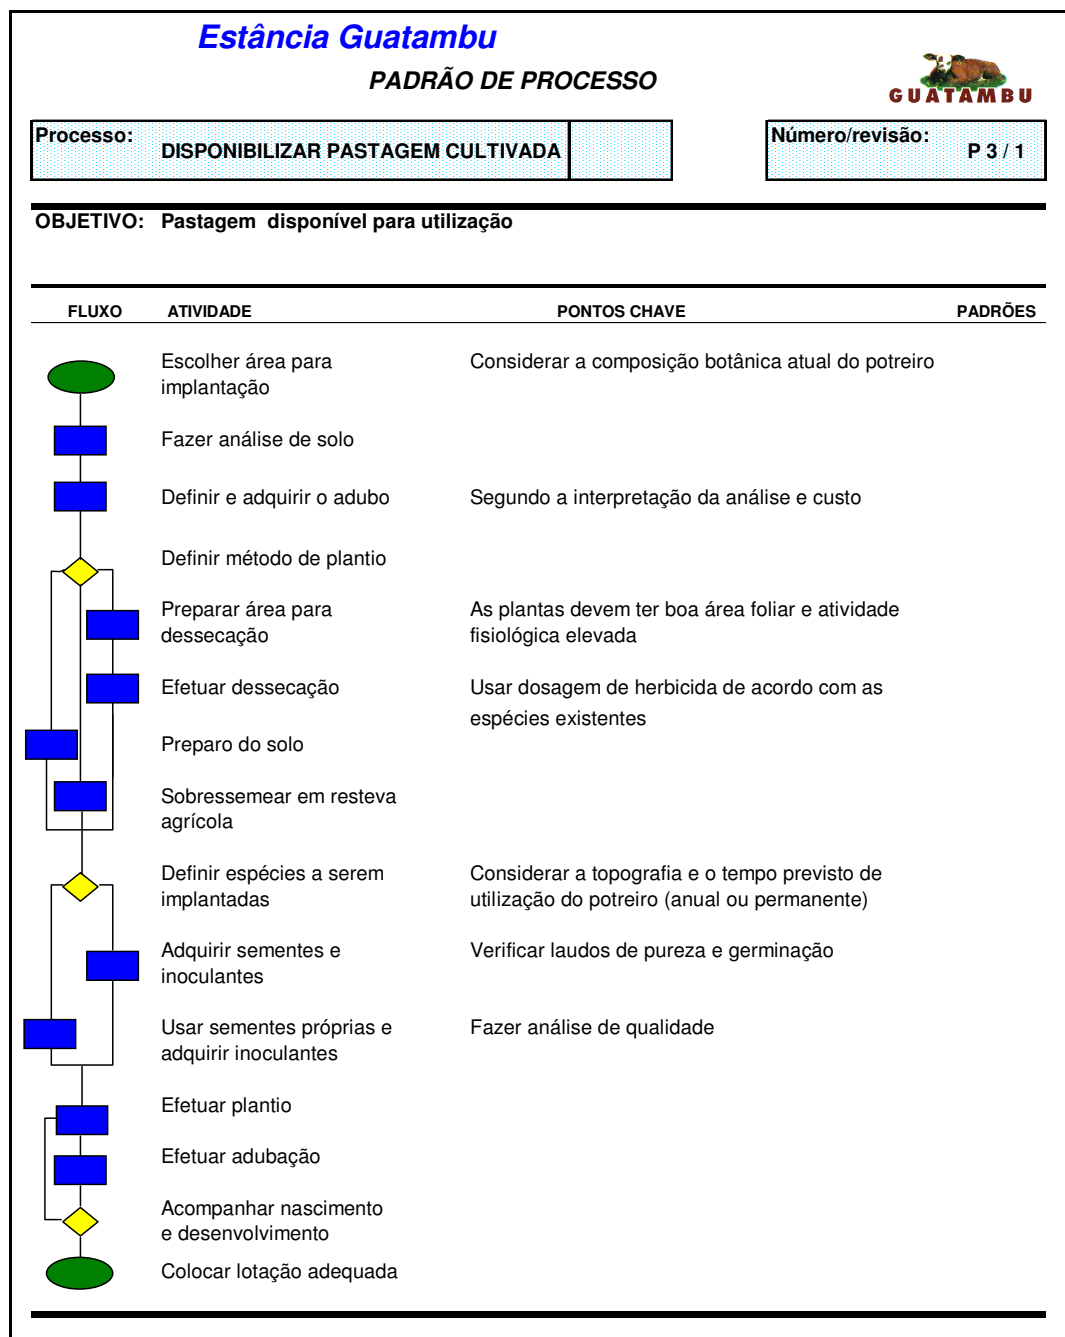 Estância Guatambu
PADRÃO DE PROCESSO
GUATAMBU
Processo:
DISPONIBILIZAR PASTAGEM CULTIVADA
Número/revisão:
P 3 / 1
OBJETIVO: Pastagem disponível para utilização
FLUXO ATIVIDADE PONTOS CHAVE PADRÕES
Escolher área para
implantação
Considerar a composição botânica atual do potreiro
Fazer análise de solo
Definir e adquirir o adubo
Segundo a interpretação da análise e custo
Definir método de plantio
Preparar área para
dessecação
As plantas devem ter boa área foliar e atividade
fisiológica elevada
Efetuar dessecação
Usar dosagem de herbicida de acordo com as
espécies existentes
Preparo do solo
Sobressemear em resteva
agrícola
Definir espécies a serem
implantadas
Considerar a topografia e o tempo previsto de
utilização do potreiro (anual ou permanente)
Adquirir sementes e
inoculantes
Verificar laudos de pureza e germinação
Usar sementes próprias e
adquirir inoculantes
Fazer análise de qualidade
Efetuar plantio
Efetuar adubação
Acompanhar nascimento
e desenvolvimento
Colocar lotação adequada